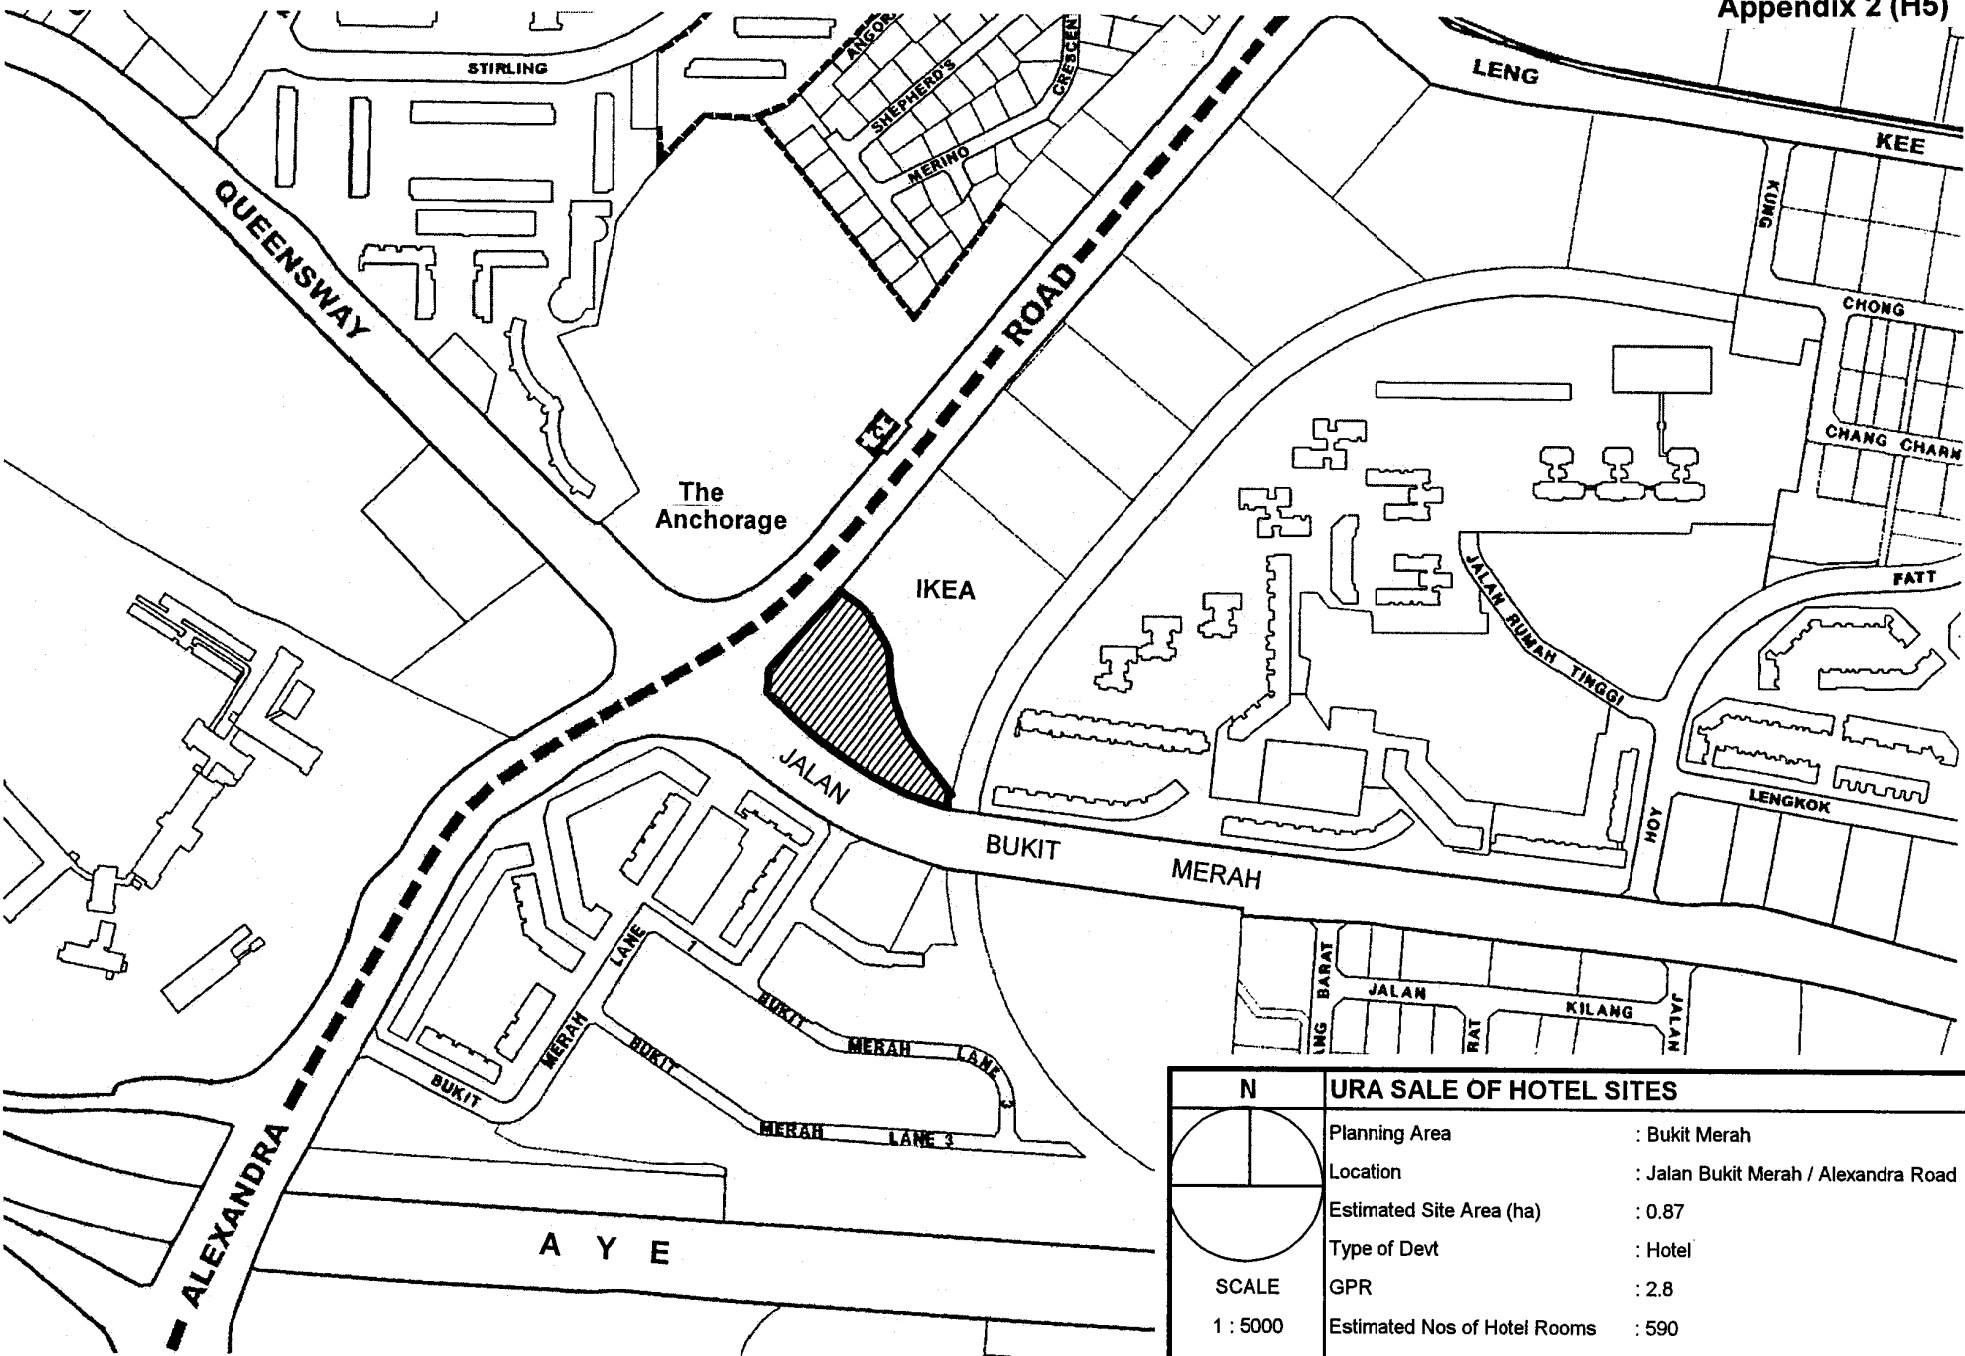 Appendix 2 (H5)
STIRLING
SHEPHERD'S
CRESCEN
MERINO
LENG
KEE
KUNG
CHONG
CHANG CHARN
QUEENSWAY
ROAD
The
Anchorage
IKEA
JALAN RUMAH TINGGI
FATT
HOY
LENGKOK
JALAN
BUKIT
MERAH
BUKIT
MERAH
LANE
1
BUKIT
MERAH
LANE
3
BUKIT
MERAH
LANE 3
BARAT
JALAN
KILANG
JALAN
ALEXANDRA
A Y E
N
URA SALE OF HOTEL SITES
Planning Area : Bukit Merah
Location : Jalan Bukit Merah / Alexandra Road
Estimated Site Area (ha) : 0.87
Type of Devt : Hotel
SCALE
GPR : 2.8
1 : 5000
Estimated Nos of Hotel Rooms : 590